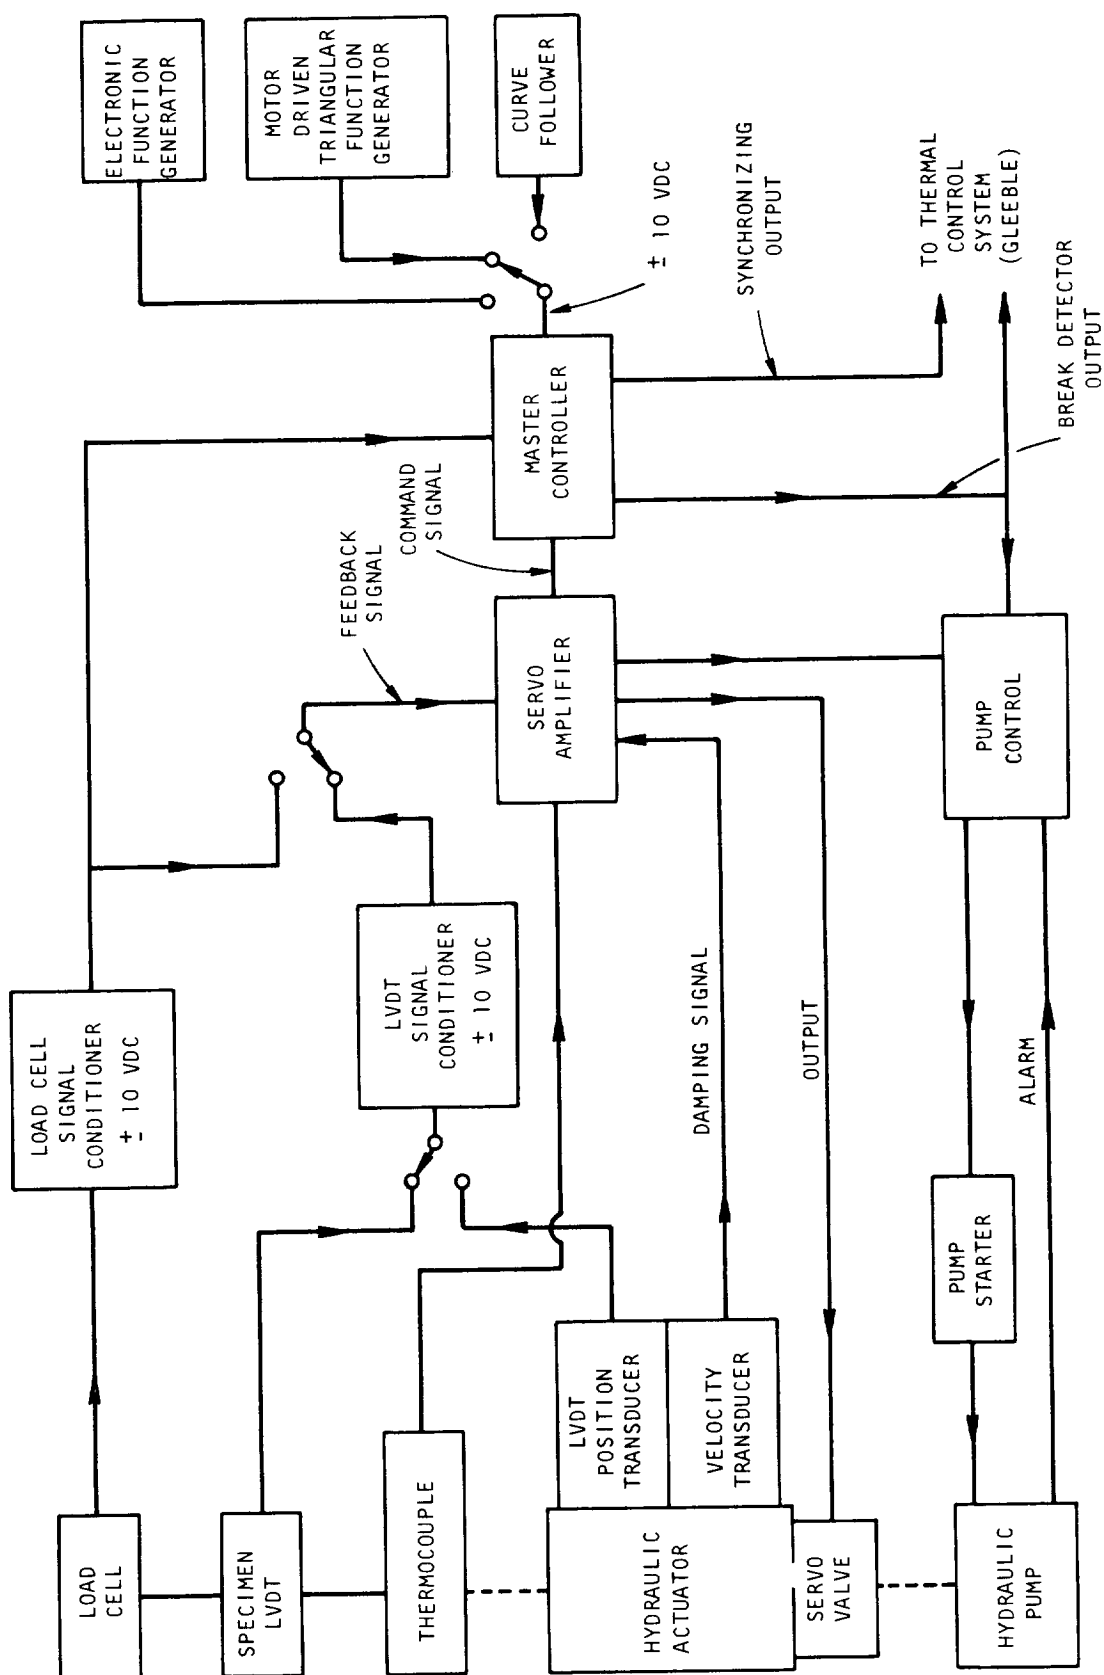 LOAD
CELL
SPECIMEN
LVDT
THERMOCOUPLE
HYDRAULIC
ACTUATOR
SERVO
VALVE
HYDRAULIC
PUMP
LVDT
POSITION
TRANSDUCER
VELOCITY
TRANSDUCER
PUMP
STARTER
LOAD CELL
SIGNAL
CONDITIONER
± 10 VDC
LVDT
SIGNAL
CONDITIONER
± 10 VDC
DAMPING SIGNAL
OUTPUT
ALARM
FEEDBACK
SIGNAL
COMMAND
SIGNAL
SERVO
AMPLIFIER
PUMP
CONTROL
MASTER
CONTROLLER
ELECTRONIC
FUNCTION
GENERATOR
MOTOR
DRIVEN
TRIANGULAR
FUNCTION
GENERATOR
CURVE
FOLLOWER
± 10 VDC
SYNCHRONIZING
OUTPUT
TO THERMAL
CONTROL
SYSTEM
(GLEEBLE)
BREAK DETECTOR
OUTPUT